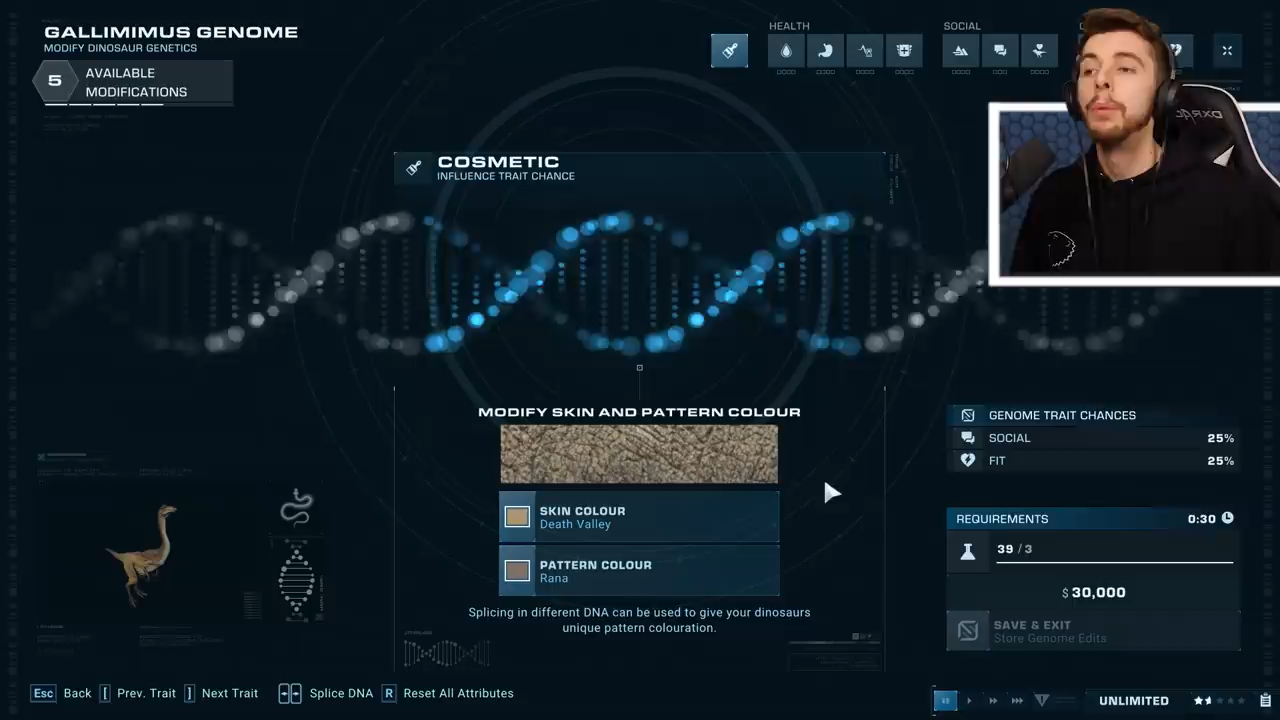 GALLIMIMUS GENOME
MODIFY DINOSAUR GENETICS
5
AVAILABLE
MODIFICATIONS
HEALTH
SOCIAL
COSMETIC
INFLUENCE TRAIT CHANCE
MODIFY SKIN AND PATTERN COLOUR
SKIN COLOUR
Death Valley
PATTERN COLOUR
Rana
Splicing in different DNA can be used to give your dinosaurs
unique pattern colouration.
GENOME TRAIT CHANCES
SOCIAL 25%
FIT 25%
REQUIREMENTS 0:30
39 / 3
$ 30,000
SAVE & EXIT
Store Genome Edits
Esc Back [ Prev. Trait ] Next Trait Splice DNA R Reset All Attributes
UNLIMITED